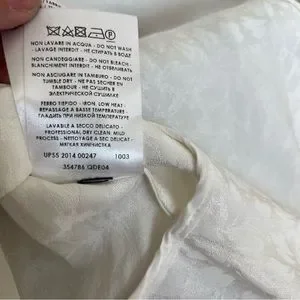 NON LAVARE IN ACQUA - DO NOT WASH
LAVAGE INTERDIT - НЕ СТИРАТЬ В ВОДЕ
NON CANDEGGIARE - DO NOT BLEACH
BLANCHIMENT INTERDIT - НЕ ОТБЕЛИВАТЬ
NON ASCIUGARE IN TAMBURO - DO NOT
TUMBLE DRY - NE PAS SECHER EN
TAMBOUR - НЕ СУШИТЬ В
ЭЛЕКТРИЧЕСКОЙ СУШИЛКЕ
FERRO TIEPIDO - IRON, LOW HEAT -
REPASSAGE A BASSE TEMPERATURE -
ГЛАДИТЬ ПРИ НИЗКОЙ ТЕМПЕРАТУРЕ
LAVABILE A SECCO DELICATO -
PROFESSIONAL DRY CLEAN, MILD
PROCESS - NETTOYAGE A SEC DELICAT -
МЯГКАЯ ХИМЧИСТКА
UPS5 2014 00247 1003
354786 QDE04